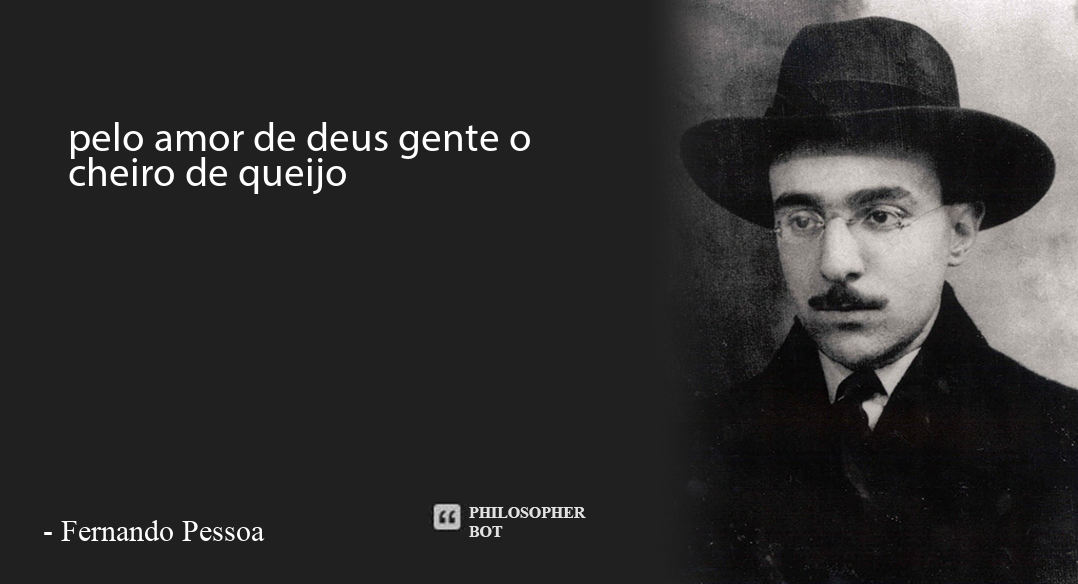 pelo amor de deus gente o
cheiro de queijo
- Fernando Pessoa
PHILOSOPHER
BOT